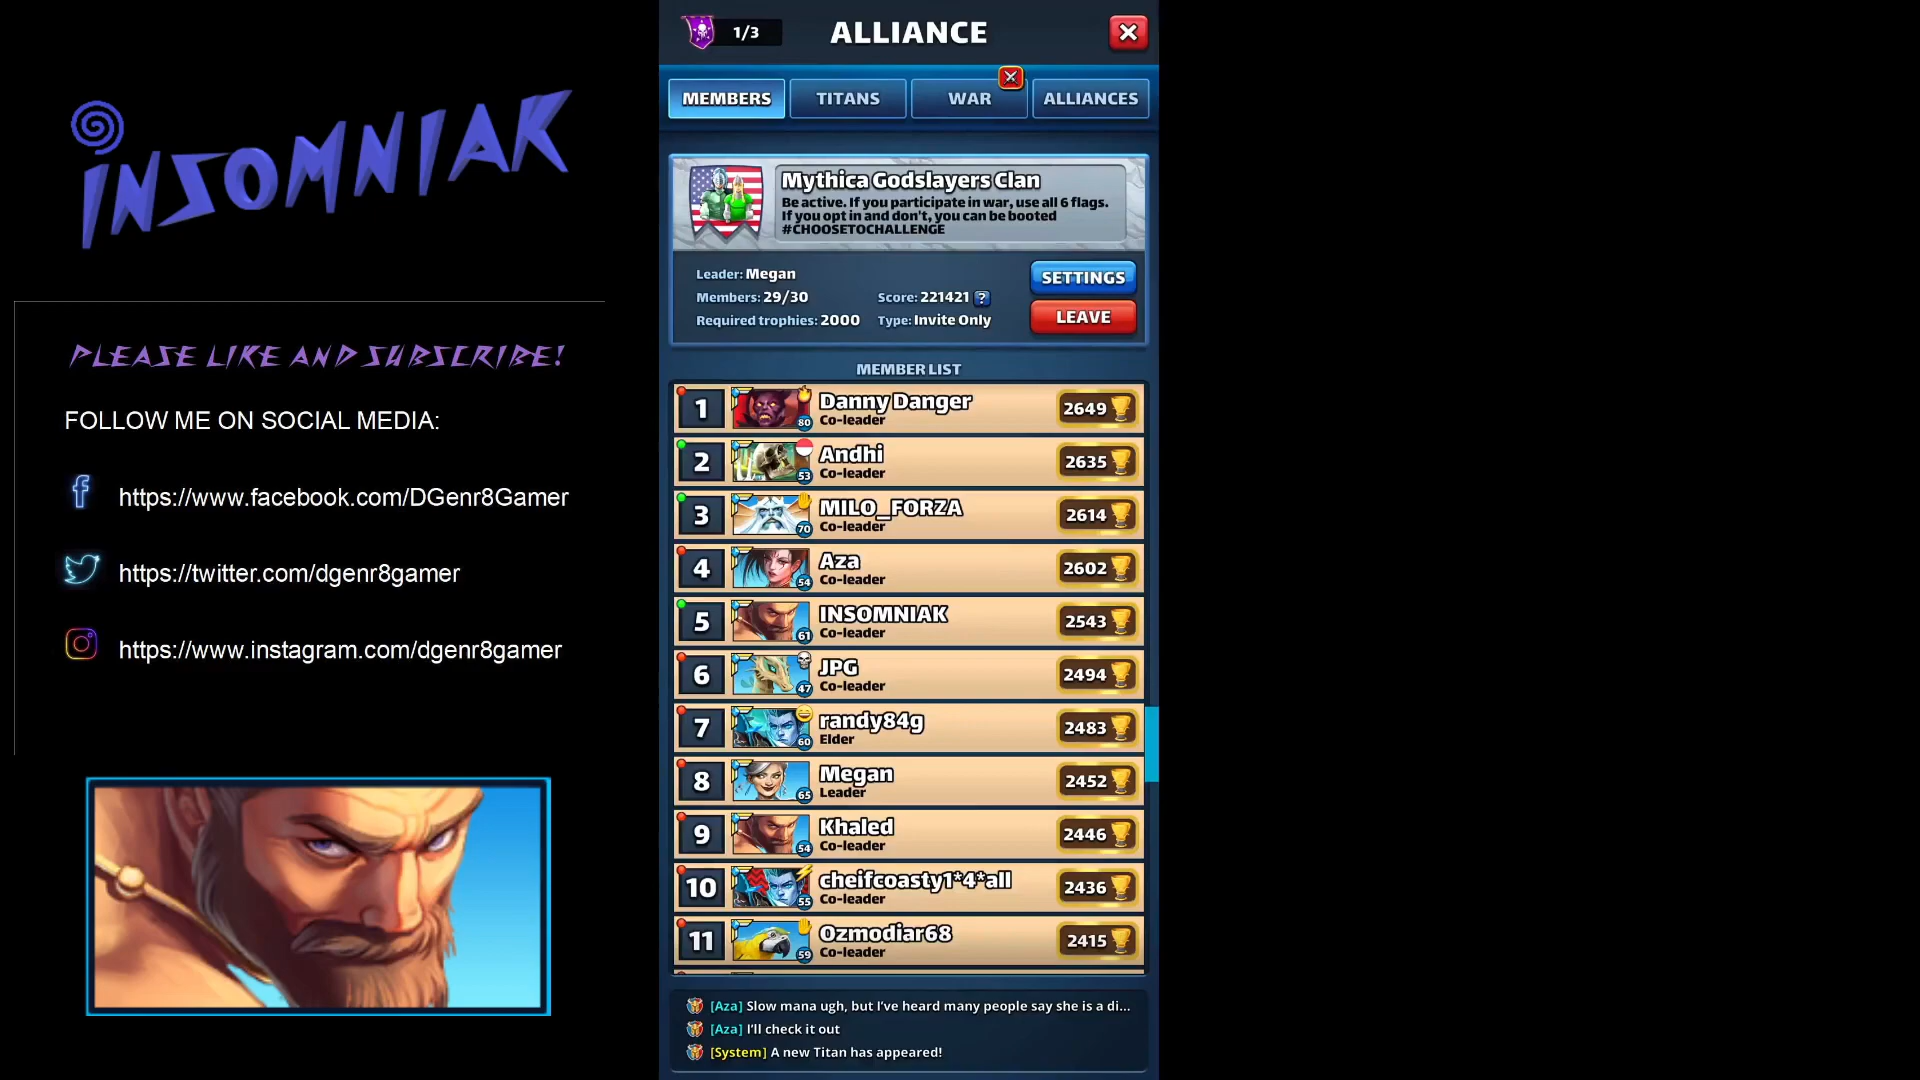 INSOMNIAK
PLEASE LIKE AND SUBSCRIBE!
FOLLOW ME ON SOCIAL MEDIA:
https://www.facebook.com/DGenr8Gamer
https://twitter.com/dgenr8gamer
https://www.instagram.com/dgenr8gamer
1/3
ALLIANCE
MEMBERS
TITANS
WAR
ALLIANCES
Mythica Godslayers Clan
Be active. If you participate in war, use all 6 flags.
If you opt in and don't, you can be booted
#CHOOSETOCHALLENGE
Leader: Megan
Members: 29/30
Score: 221421 ?
Required trophies: 2000
Type: Invite Only
SETTINGS
LEAVE
MEMBER LIST
1 80 Danny Danger 2649
Co-leader
2 53 Andhi 2635
Co-leader
3 70 MILO_FORZA 2614
Co-leader
4 54 Aza 2602
Co-leader
5 61 INSOMNIAK 2543
Co-leader
6 47 JPG 2494
Co-leader
7 60 randy84g 2483
Elder
8 65 Megan 2452
Leader
9 54 Khaled 2446
Co-leader
10 55 cheifcoasty1*4*all 2436
Co-leader
11 59 Ozmodiar68 2415
Co-leader
[Aza] Slow mana ugh, but I've heard many people say she is a di...
[Aza] I'll check it out
[System] A new Titan has appeared!